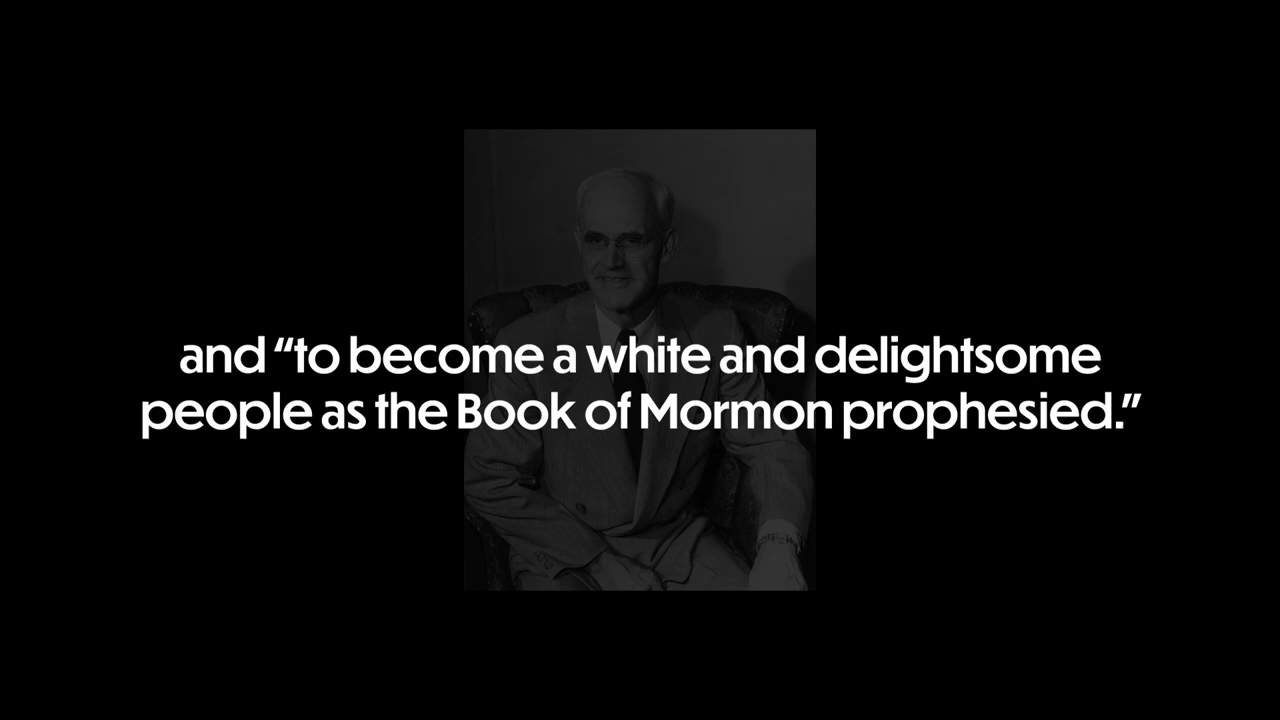 and “to become a white and delightsome
people as the Book of Mormon prophesied.”